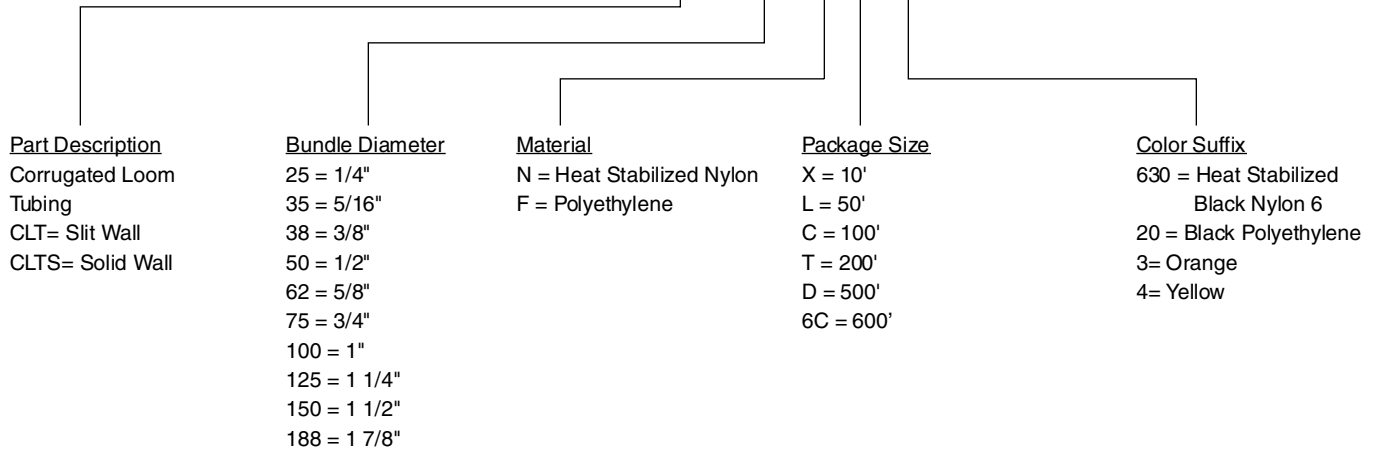 Part Description
Corrugated Loom
Tubing
CLT= Slit Wall
CLTS= Solid Wall
Bundle Diameter
25 = 1/4"
35 = 5/16"
38 = 3/8"
50 = 1/2"
62 = 5/8"
75 = 3/4"
100 = 1"
125 = 1 1/4"
150 = 1 1/2"
188 = 1 7/8"
Material
N = Heat Stabilized Nylon
F = Polyethylene
Package Size
X = 10'
L = 50'
C = 100'
T = 200'
D = 500'
6C = 600’
Color Suffix
630 = Heat Stabilized
Black Nylon 6
20 = Black Polyethylene
3= Orange
4= Yellow